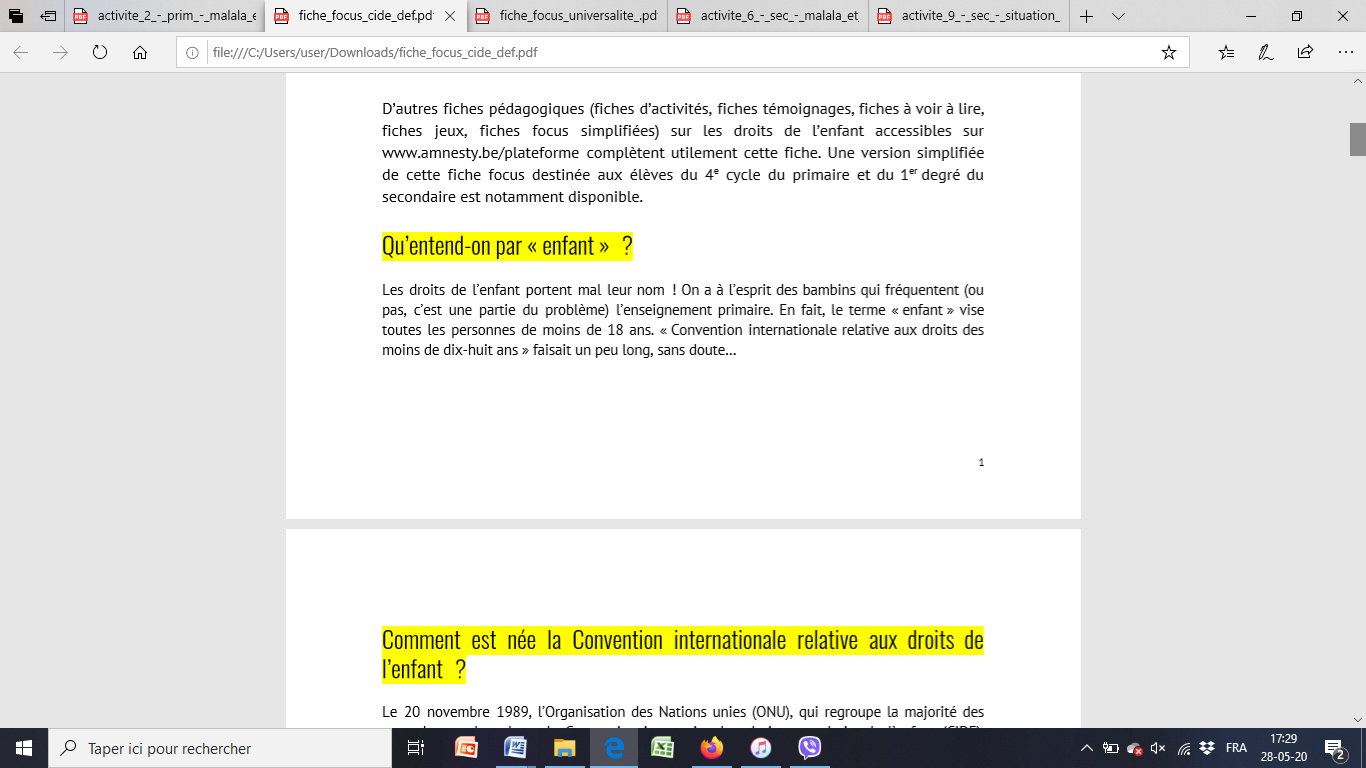 activite_2_-_prim_-_malala_e
fiche_focus_cide_def.pdf
fiche_focus_universalite_.pd
activite_6_-_sec_-_malala_et_
activite_9_-_sec_-_situation_
file:///C:/Users/user/Downloads/fiche_focus_cide_def.pdf
D’autres fiches pédagogiques (fiches d’activités, fiches témoignages, fiches à voir à lire,
fiches jeux, fiches focus simplifiées) sur les droits de l’enfant accessibles sur
www.amnesty.be/plateforme complètent utilement cette fiche. Une version simplifiée
de cette fiche focus destinée aux élèves du 4e cycle du primaire et du 1er degré du
secondaire est notamment disponible.
Qu’entend-on par « enfant » ?
Les droits de l’enfant portent mal leur nom ! On a à l’esprit des bambins qui fréquentent (ou
pas, c’est une partie du problème) l’enseignement primaire. En fait, le terme « enfant » vise
toutes les personnes de moins de 18 ans. « Convention internationale relative aux droits des
moins de dix-huit ans » faisait un peu long, sans doute…
1
Comment est née la Convention internationale relative aux droits de
l’enfant ?
Le 20 novembre 1989, l’Organisation des Nations unies (ONU), qui regroupe la majorité des
Taper ici pour rechercher
FRA
17:29
28-05-20
2